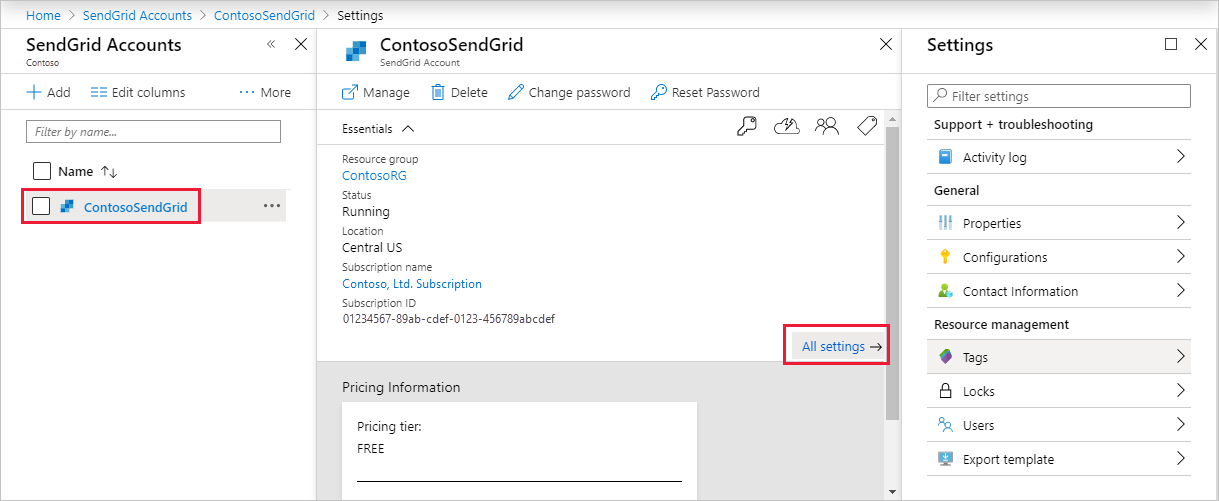 Home > SendGrid Accounts > ContosoSendGrid > Settings
SendGrid Accounts
Contoso
Add
Edit columns
More
Filter by name...
Name
ContosoSendGrid
ContosoSendGrid
SendGrid Account
Manage
Delete
Change password
Reset Password
Essentials
Resource group
ContosoRG
Status
Running
Location
Central US
Subscription name
Contoso, Ltd. Subscription
Subscription ID
01234567-89ab-cdef-0123-456789abcdef
All settings →
Pricing Information
Pricing tier:
FREE
Settings
Filter settings
Support + troubleshooting
Activity log
General
Properties
Configurations
Contact Information
Resource management
Tags
Locks
Users
Export template